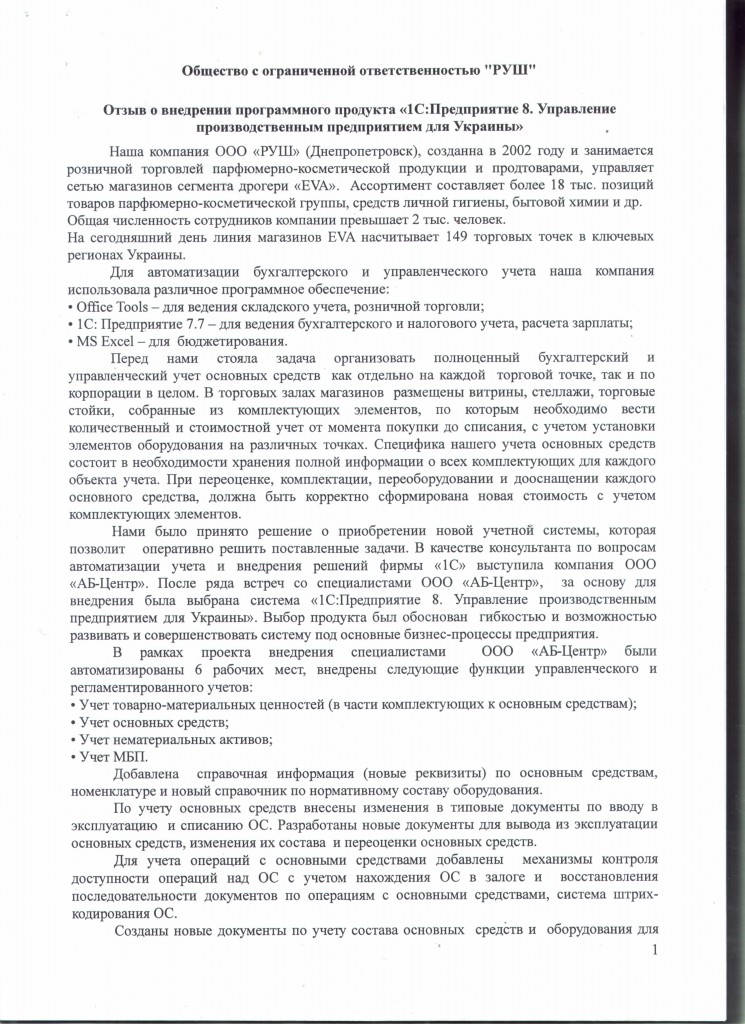 Общество с ограниченной ответственностью "РУШ"
Отзыв о внедрении программного продукта «1С:Предприятие 8. Управление
производственным предприятием для Украины»
Наша компания ООО «РУШ» (Днепропетровск), созданна в 2002 году и занимается
розничной торговлей парфюмерно-косметической продукции и продтоварами, управляет
сетью магазинов сегмента дрогери «EVA». Ассортимент составляет более 18 тыс. позиций
товаров парфюмерно-косметической группы, средств личной гигиены, бытовой химии и др.
Общая численность сотрудников компании превышает 2 тыс. человек.
На сегодняшний день линия магазинов EVA насчитывает 149 торговых точек в ключевых
регионах Украины.
Для автоматизации бухгалтерского и управленческого учета наша компания
использовала различное программное обеспечение:
• Office Tools – для ведения складского учета, розничной торговли;
• 1С: Предприятие 7.7 – для ведения бухгалтерского и налогового учета, расчета зарплаты;
• MS Excel – для бюджетирования.
Перед нами стояла задача организовать полноценный бухгалтерский и
управленческий учет основных средств как отдельно на каждой торговой точке, так и по
корпорации в целом. В торговых залах магазинов размещены витрины, стеллажи, торговые
стойки, собранные из комплектующих элементов, по которым необходимо вести
количественный и стоимостной учет от момента покупки до списания, с учетом установки
элементов оборудования на различных точках. Специфика нашего учета основных средств
состоит в необходимости хранения полной информации о всех комплектующих для каждого
объекта учета. При переоценке, комплектации, переоборудовании и дооснащении каждого
основного средства, должна быть корректно сформирована новая стоимость с учетом
комплектующих элементов.
Нами было принято решение о приобретении новой учетной системы, которая
позволит оперативно решить поставленные задачи. В качестве консультанта по вопросам
автоматизации учета и внедрения решений фирмы «1С» выступила компания ООО
«АБ-Центр». После ряда встреч со специалистами ООО «АБ-Центр», за основу для
внедрения была выбрана система «1С:Предприятие 8. Управление производственным
предприятием для Украины». Выбор продукта был обоснован гибкостью и возможностью
развивать и совершенствовать систему под основные бизнес-процессы предприятия.
В рамках проекта внедрения специалистами ООО «АБ-Центр» были
автоматизированы 6 рабочих мест, внедрены следующие функции управленческого и
регламентированного учетов:
• Учет товарно-материальных ценностей (в части комплектующих к основным средствам);
• Учет основных средств;
• Учет нематериальных активов;
• Учет МБП.
Добавлена справочная информация (новые реквизиты) по основным средствам,
номенклатуре и новый справочник по нормативному составу оборудования.
По учету основных средств внесены изменения в типовые документы по вводу в
эксплуатацию и списанию ОС. Разработаны новые документы для вывода из эксплуатации
основных средств, изменения их состава и переоценки основных средств.
Для учета операций с основными средствами добавлены механизмы контроля
доступности операций над ОС с учетом нахождения ОС в залоге и восстановления
последовательности документов по операциям с основными средствами, система штрих-
кодирования ОС.
Созданы новые документы по учету состава основных средств и оборудования для
1